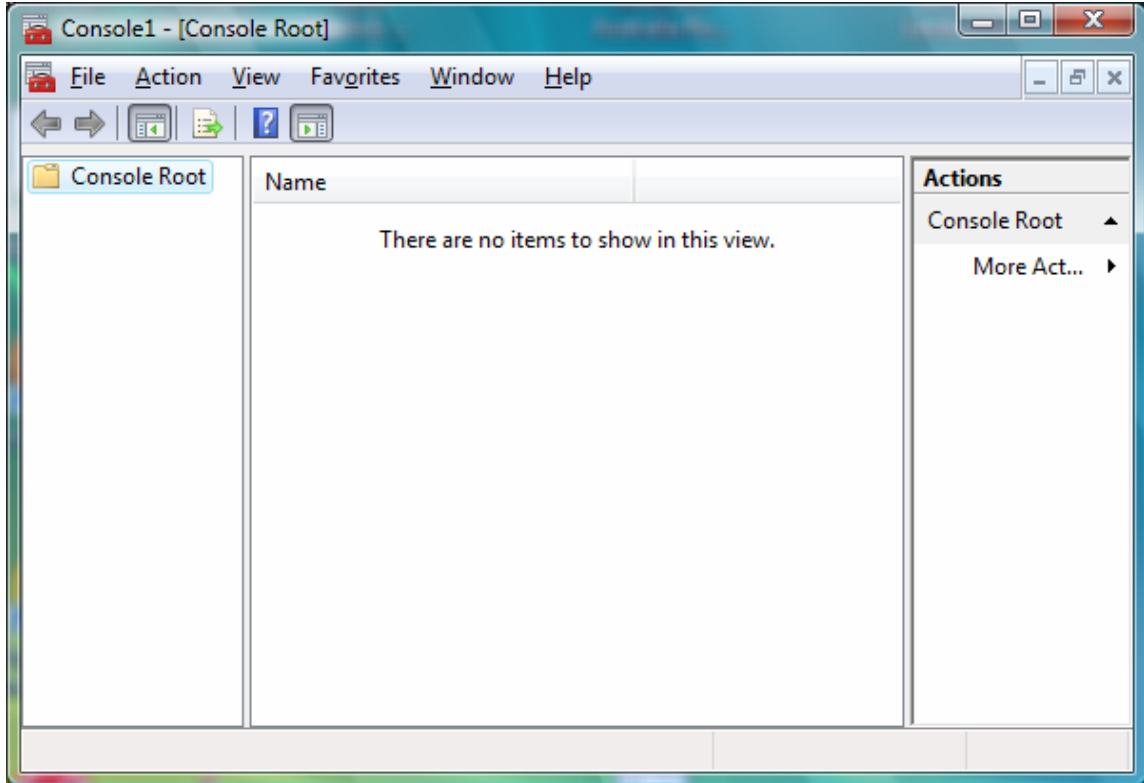 Console1 - [Console Root]
File Action View Favorites Window Help
Console Root
Name
There are no items to show in this view.
Actions
Console Root
More Act...